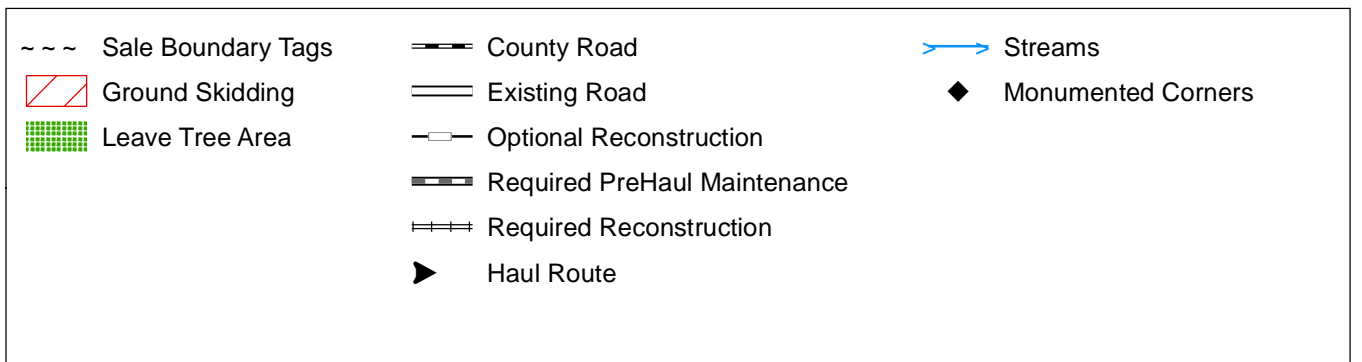 Sale Boundary Tags
Ground Skidding
Leave Tree Area
County Road
Existing Road
Optional Reconstruction
Required PreHaul Maintenance
Required Reconstruction
Haul Route
Streams
Monumented Corners